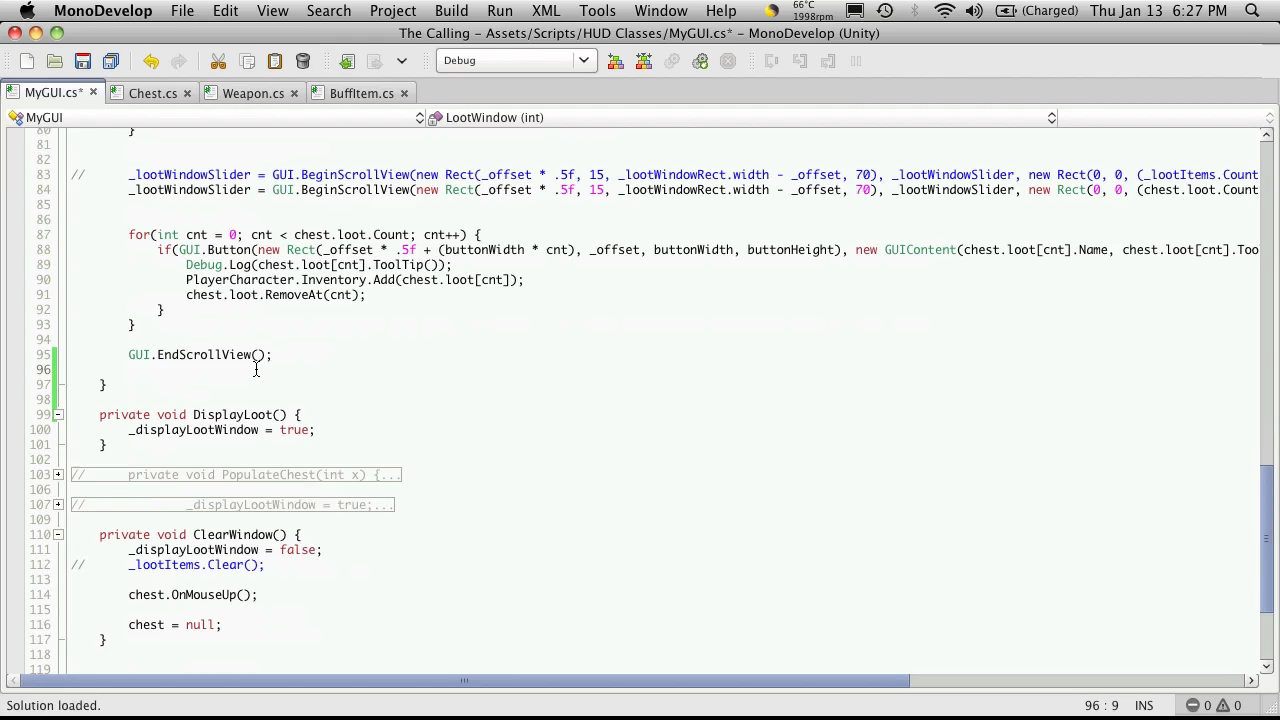 MonoDevelop File Edit View Search Project Build Run XML Tools Window Help 66°C 1998rpm (Charged) Thu Jan 13 6:27 PM
The Calling – Assets/Scripts/HUD Classes/MyGUI.cs* – MonoDevelop (Unity)
Debug
MyGUI.cs* Chest.cs Weapon.cs BuffItem.cs
MyGUI LootWindow (int)
80 }
81
82
83 // _lootWindowSlider = GUI.BeginScrollView(new Rect(_offset * .5f, 15, _lootWindowRect.width - _offset, 70), _lootWindowSlider, new Rect(0, 0, (_lootItems.Count
84 _lootWindowSlider = GUI.BeginScrollView(new Rect(_offset * .5f, 15, _lootWindowRect.width - _offset, 70), _lootWindowSlider, new Rect(0, 0, (chest.loot.Count
85
86
87 for(int cnt = 0; cnt < chest.loot.Count; cnt++) {
88 if(GUI.Button(new Rect(_offset * .5f + (buttonWidth * cnt), _offset, buttonWidth, buttonHeight), new GUIContent(chest.loot[cnt].Name, chest.loot[cnt].Too
89 Debug.Log(chest.loot[cnt].ToolTip());
90 PlayerCharacter.Inventory.Add(chest.loot[cnt]);
91 chest.loot.RemoveAt(cnt);
92 }
93 }
94
95 GUI.EndScrollView();
96
97 }
98
99 private void DisplayLoot() {
100 _displayLootWindow = true;
101 }
102
103 // private void PopulateChest(int x) {...
106
107 // _displayLootWindow = true;...
109
110 private void ClearWindow() {
111 _displayLootWindow = false;
112 // _lootItems.Clear();
113
114 chest.OnMouseUp();
115
116 chest = null;
117 }
118
119
Solution loaded. 96 : 9 INS 0 0